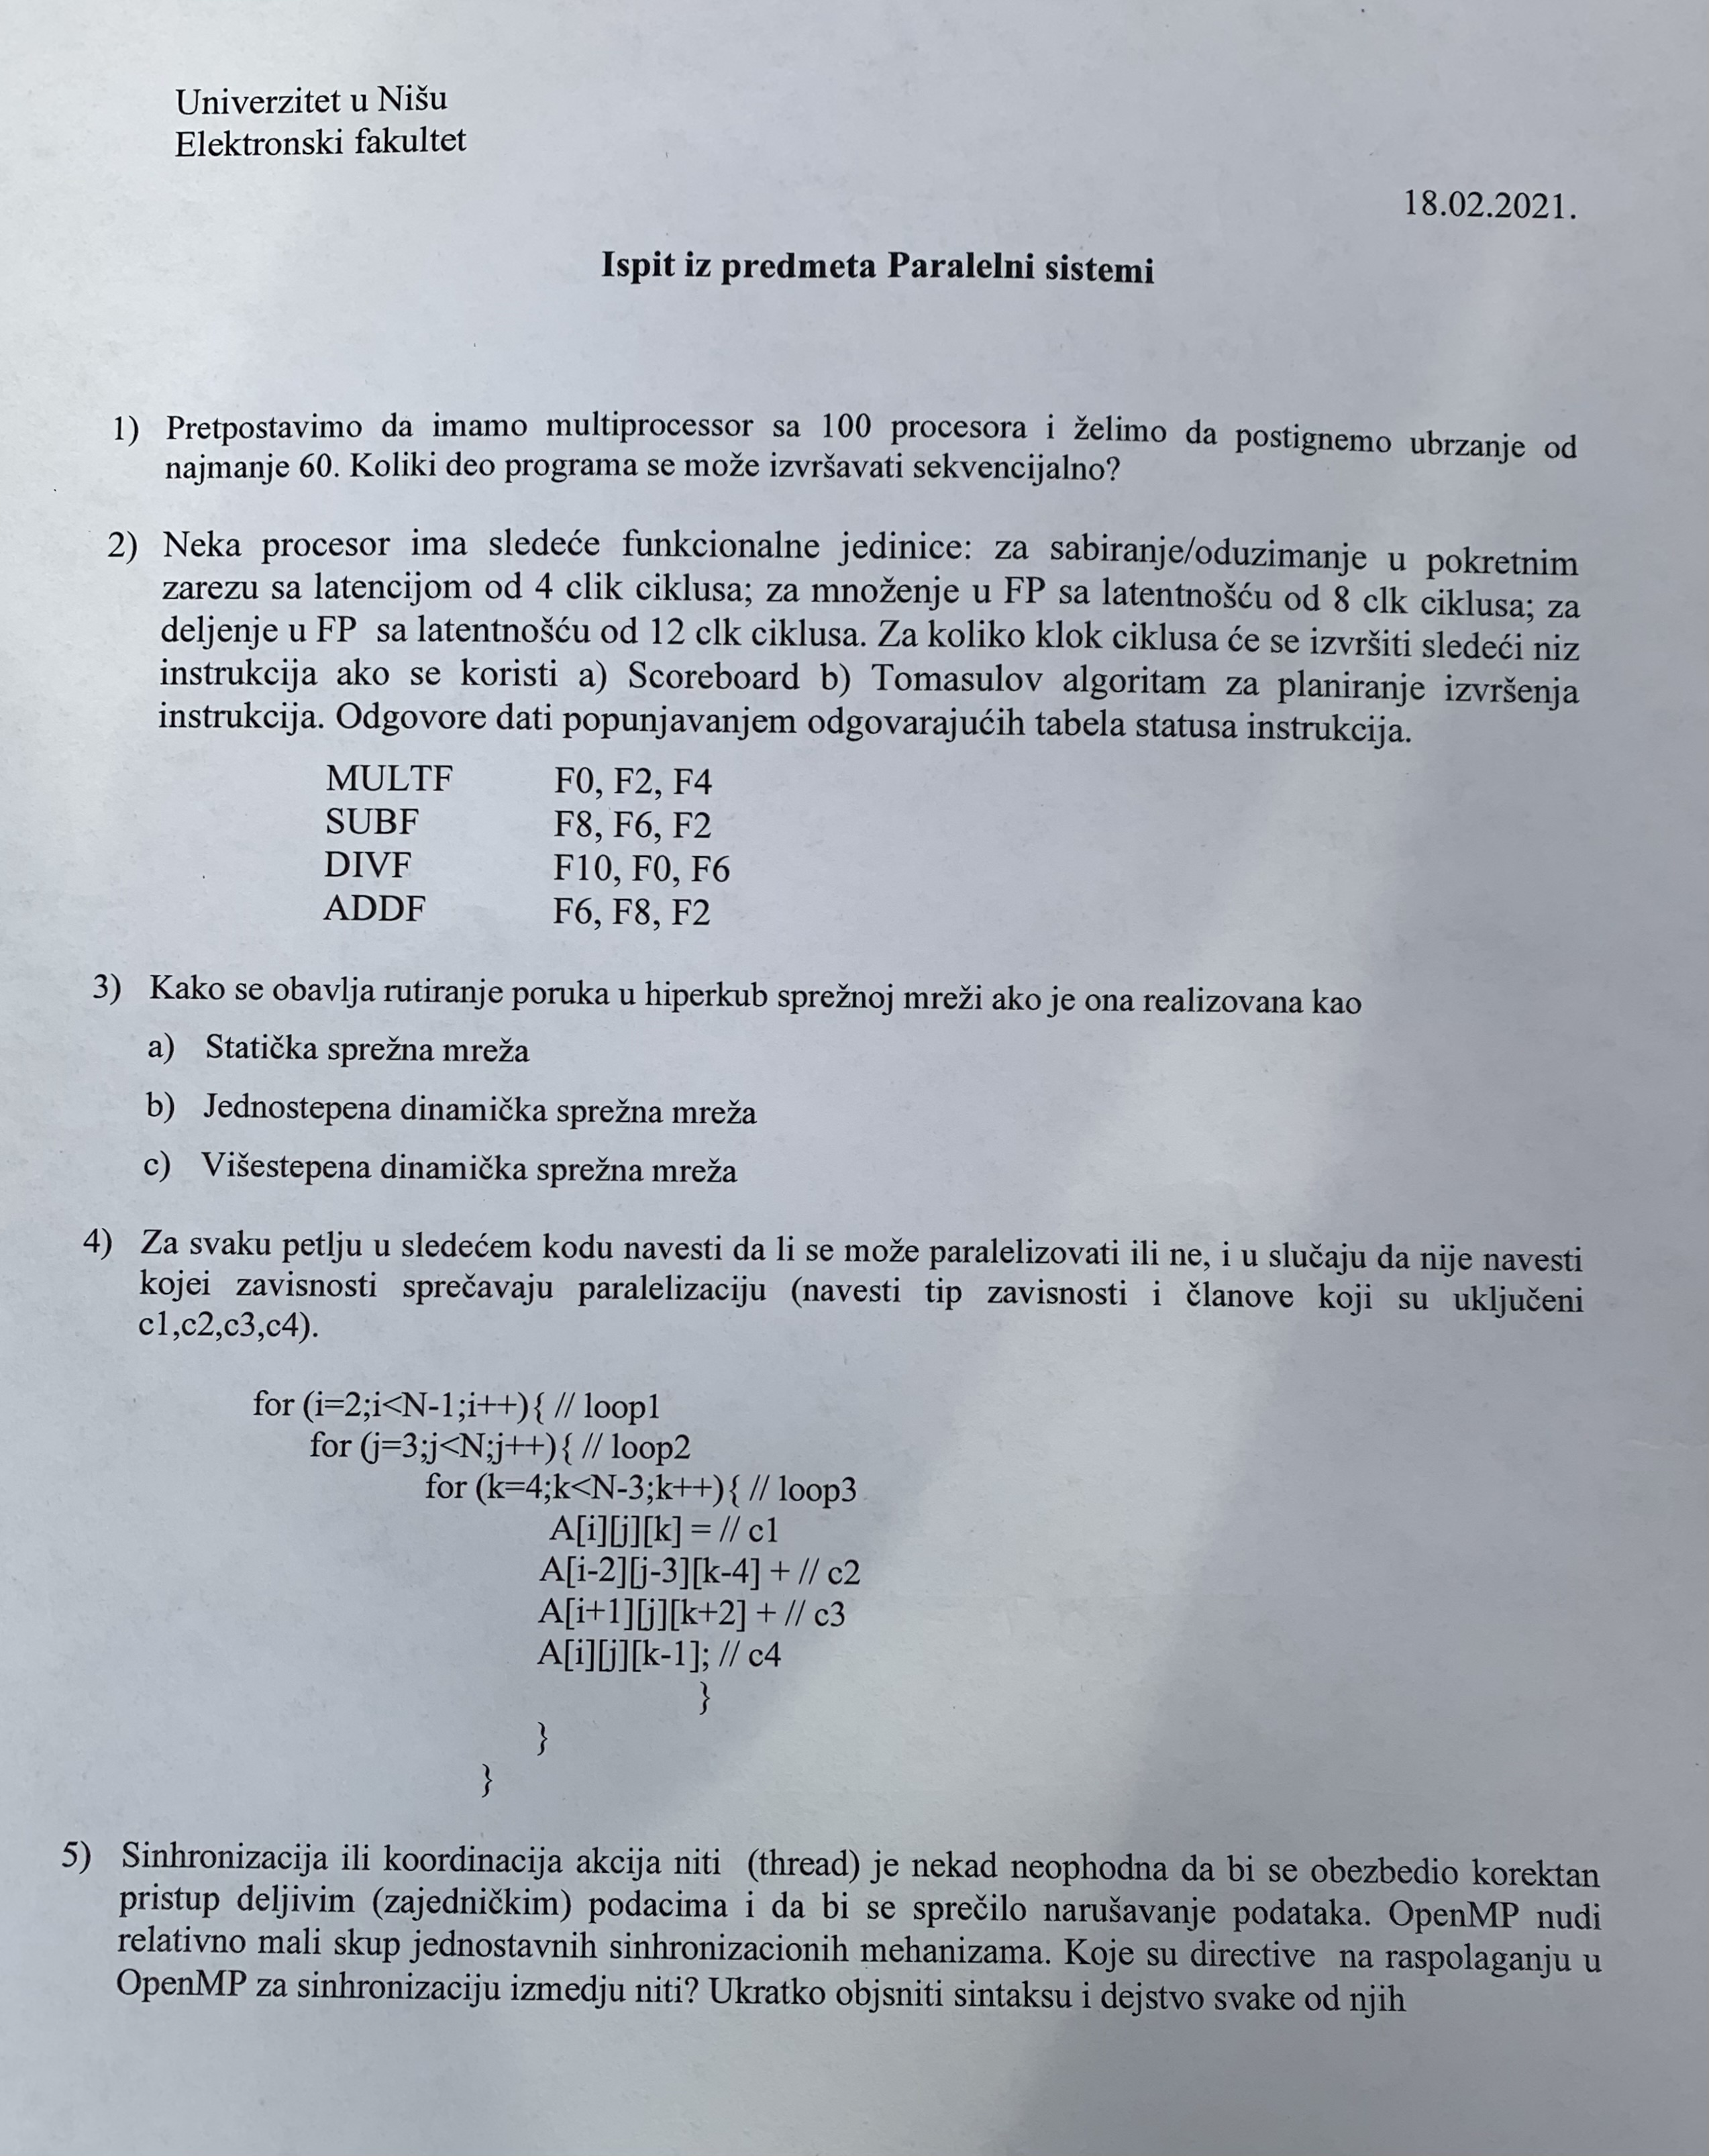 Univerzitet u Nišu
Elektronski fakultet
18.02.2021.
Ispit iz predmeta Paralelni sistemi
1) Pretpostavimo da imamo multiprocessor sa 100 procesora i želimo da postignemo ubrzanje od
najmanje 60. Koliki deo programa se može izvršavati sekvencijalno?
2) Neka procesor ima sledeće funkcionalne jedinice: za sabiranje/oduzimanje u pokretnim
zarezu sa latencijom od 4 clik ciklusa; za množenje u FP sa latentnošću od 8 clk ciklusa; za
deljenje u FP sa latentnošću od 12 clk ciklusa. Za koliko klok ciklusa će se izvršiti sledeći niz
instrukcija ako se koristi a) Scoreboard b) Tomasulov algoritam za planiranje izvršenja
instrukcija. Odgovore dati popunjavanjem odgovarajućih tabela statusa instrukcija.
MULTF F0, F2, F4
SUBF F8, F6, F2
DIVF F10, F0, F6
ADDF F6, F8, F2
3) Kako se obavlja rutiranje poruka u hiperkub sprežnoj mreži ako je ona realizovana kao
a) Statička sprežna mreža
b) Jednostepena dinamička sprežna mreža
c) Višestepena dinamička sprežna mreža
4) Za svaku petlju u sledećem kodu navesti da li se može paralelizovati ili ne, i u slučaju da nije navesti
kojei zavisnosti sprečavaju paralelizaciju (navesti tip zavisnosti i članove koji su uključeni
c1,c2,c3,c4).
for (i=2;i<N-1;i++){ // loop1
for (j=3;j<N;j++){ // loop2
for (k=4;k<N-3;k++){ // loop3
A[i][j][k] = // c1
A[i-2][j-3][k-4] + // c2
A[i+1][j][k+2] + // c3
A[i][j][k-1]; // c4
}
}
}
5) Sinhronizacija ili koordinacija akcija niti (thread) je nekad neophodna da bi se obezbedio korektan
pristup deljivim (zajedničkim) podacima i da bi se sprečilo narušavanje podataka. OpenMP nudi
relativno mali skup jednostavnih sinhronizacionih mehanizama. Koje su directive na raspolaganju u
OpenMP za sinhronizaciju izmedju niti? Ukratko objsniti sintaksu i dejstvo svake od njih